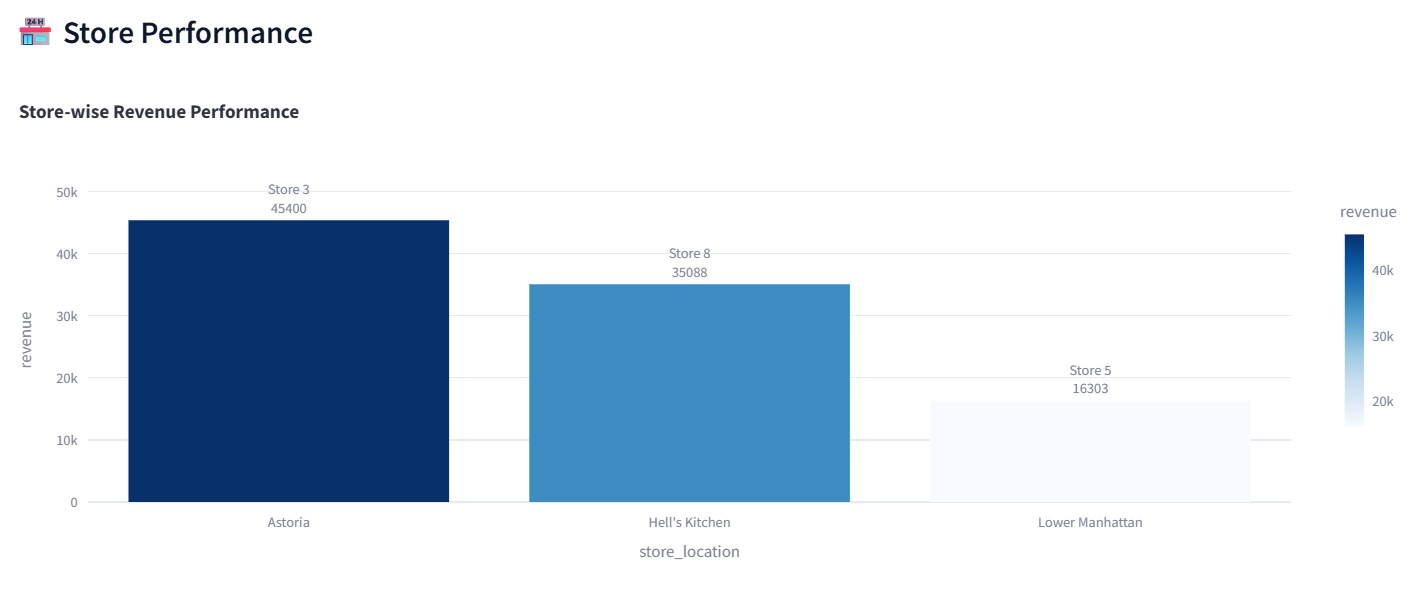 24 H
Store Performance
Store-wise Revenue Performance
50k
40k
30k
20k
10k
0
revenue
Store 3
45400
Store 8
35088
Store 5
16303
Astoria
Hell's Kitchen
Lower Manhattan
store_location
revenue
40k
30k
20k